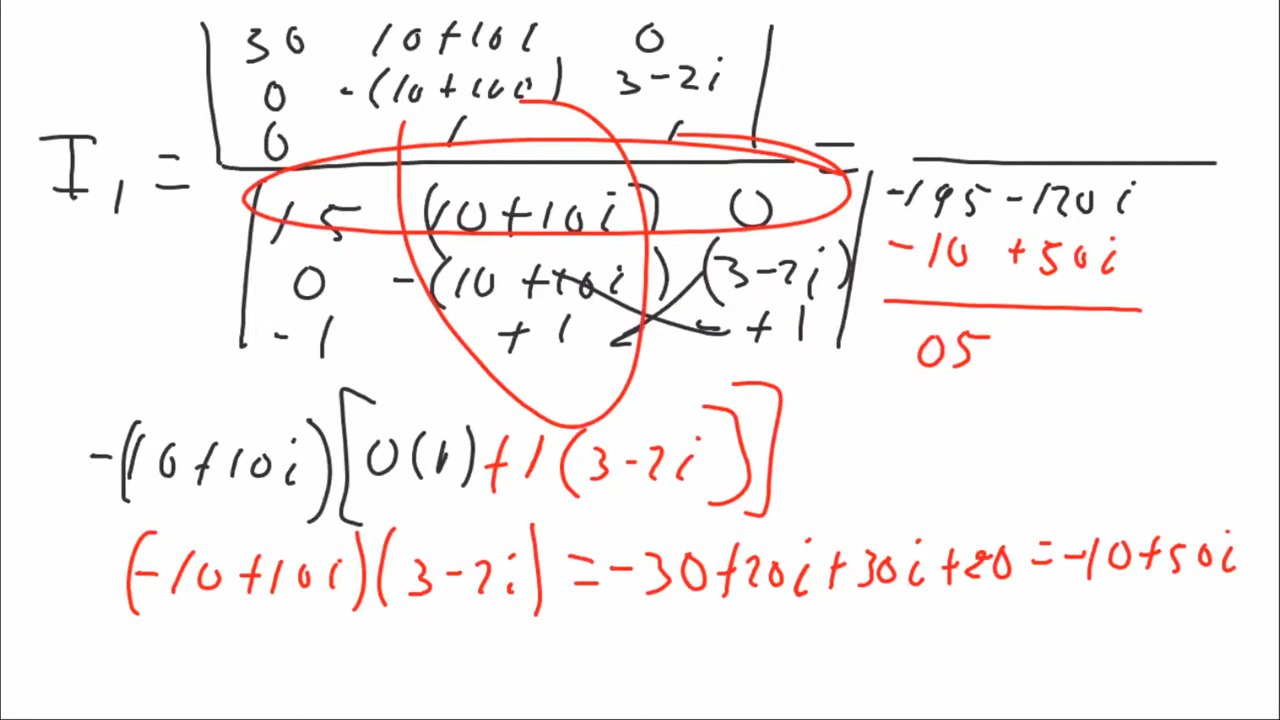 30 10+10i 0
0 -(10+10i) 3-2i
0 1 1
I1 = =
15 (10+10i) 0
0 -(10+10i) (3-2i)
-1 +1 +1
-195-120i
-10 +50i
05
-(10+10i)[0(1)+1(3-2i)]
(-10+10i)(3-2i)=-30+20i+30i+20=-10+50i